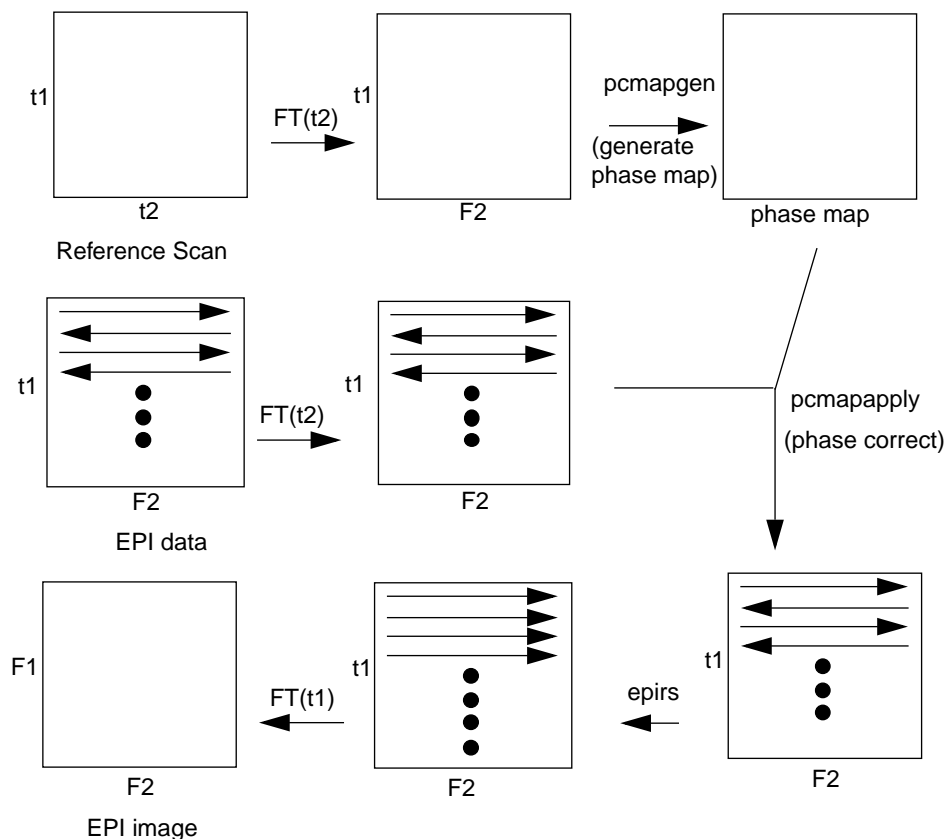 t1
FT(t2)
t1
pcmapgen
(generate
phase map)
t2
F2
phase map
Reference Scan
t1
FT(t2)
t1
pcmapapply
(phase correct)
F2
F2
EPI data
F1
FT(t1)
t1
epirs
t1
F2
F2
F2
EPI image